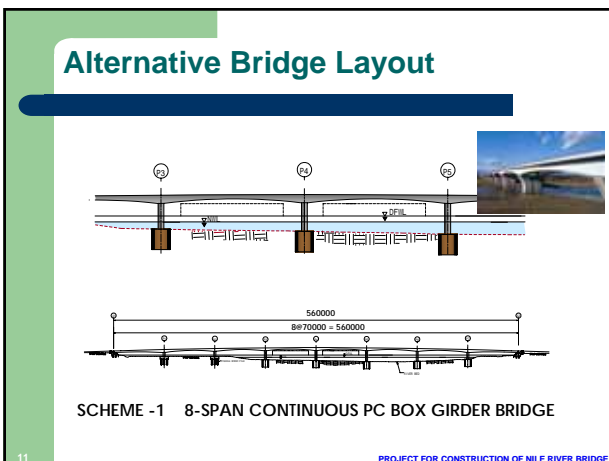 Alternative Bridge Layout
P3 P4 P5
NWL DFWL
560000
8@70000 = 560000
SCHEME -1 8-SPAN CONTINUOUS PC BOX GIRDER BRIDGE
11 PROJECT FOR CONSTRUCTION OF NILE RIVER BRIDGE